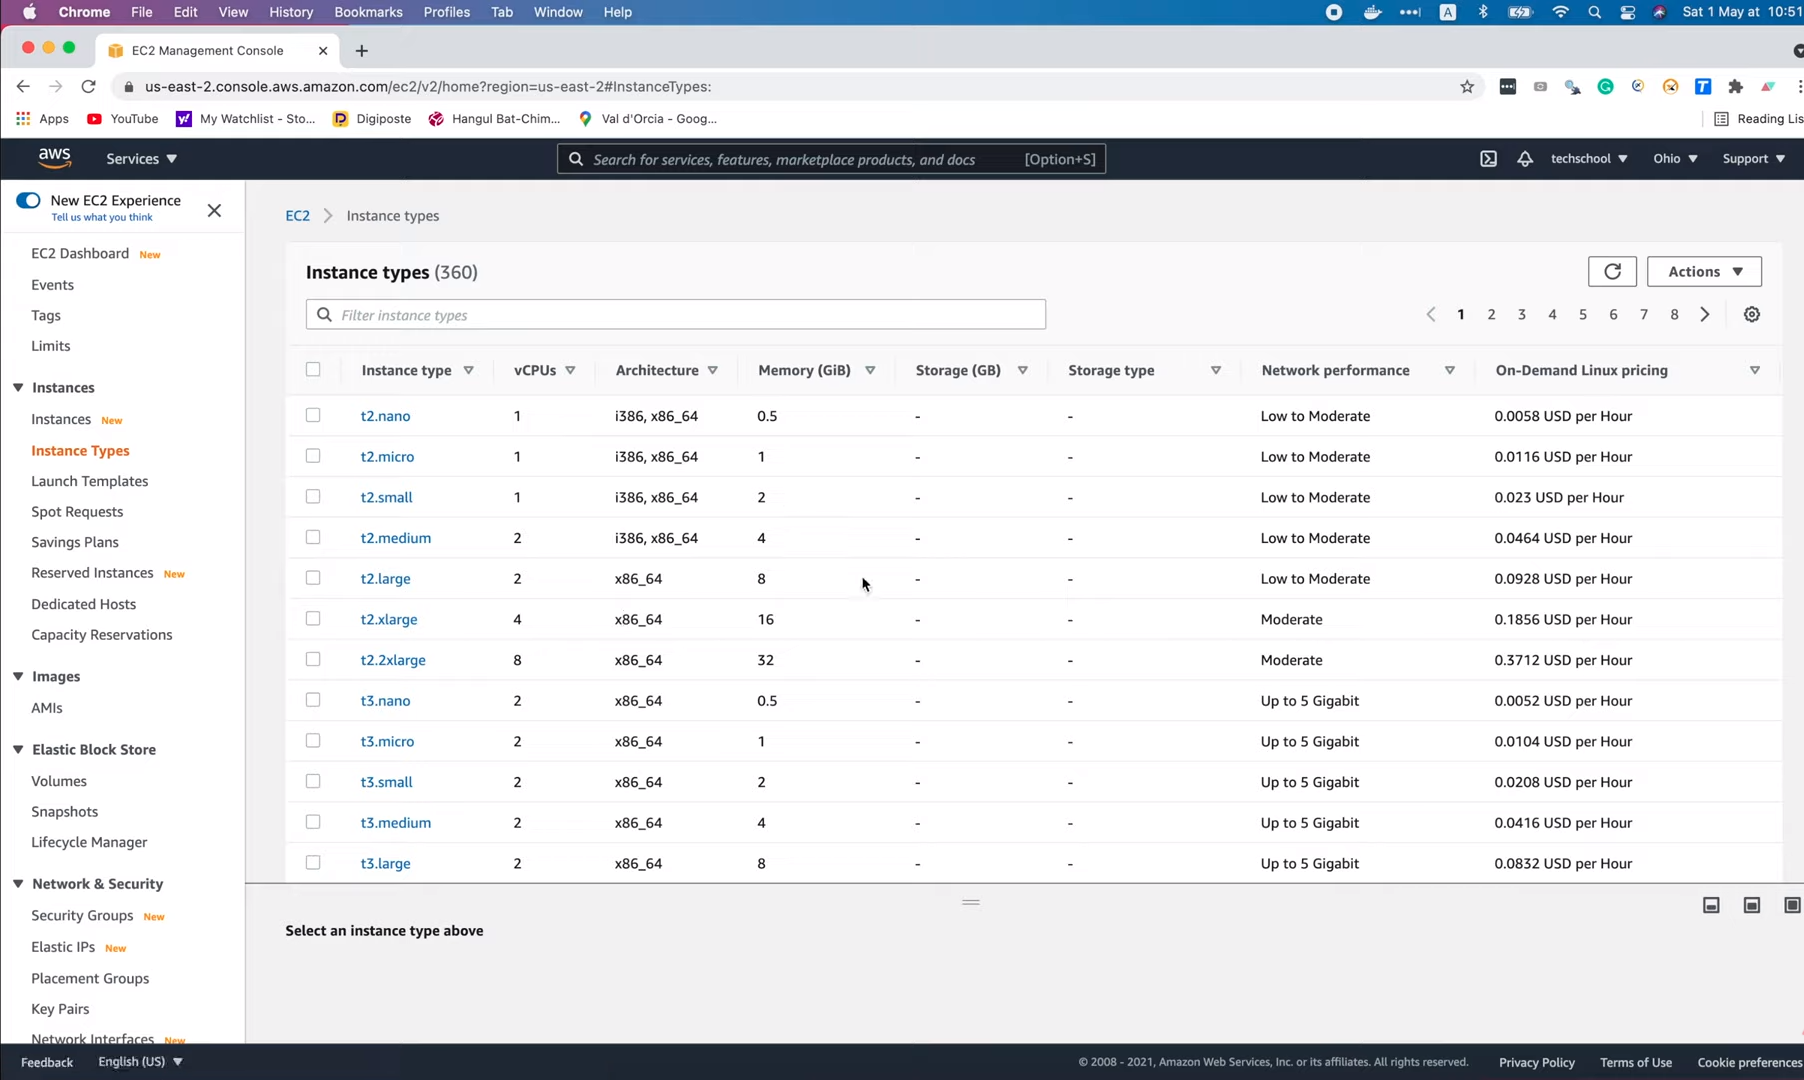 Chrome File Edit View History Bookmarks Profiles Tab Window Help A Sat 1 May at 10:51
EC2 Management Console
us-east-2.console.aws.amazon.com/ec2/v2/home?region=us-east-2#InstanceTypes:
Apps YouTube My Watchlist - Sto... Digiposte Hangul Bat-Chim... Val d'Orcia - Goog... Reading Lis
aws Services Search for services, features, marketplace products, and docs [Option+S] techschool Ohio Support
New EC2 Experience
Tell us what you think
EC2 Dashboard New
Events
Tags
Limits
Instances
Instances New
Instance Types
Launch Templates
Spot Requests
Savings Plans
Reserved Instances New
Dedicated Hosts
Capacity Reservations
Images
AMIs
Elastic Block Store
Volumes
Snapshots
Lifecycle Manager
Network & Security
Security Groups New
Elastic IPs New
Placement Groups
Key Pairs
Network Interfaces New
EC2 Instance types
Instance types (360) Actions
Filter instance types 1 2 3 4 5 6 7 8
Instance type vCPUs Architecture Memory (GiB) Storage (GB) Storage type Network performance On-Demand Linux pricing
t2.nano 1 i386, x86_64 0.5 - - Low to Moderate 0.0058 USD per Hour
t2.micro 1 i386, x86_64 1 - - Low to Moderate 0.0116 USD per Hour
t2.small 1 i386, x86_64 2 - - Low to Moderate 0.023 USD per Hour
t2.medium 2 i386, x86_64 4 - - Low to Moderate 0.0464 USD per Hour
t2.large 2 x86_64 8 - - Low to Moderate 0.0928 USD per Hour
t2.xlarge 4 x86_64 16 - - Moderate 0.1856 USD per Hour
t2.2xlarge 8 x86_64 32 - - Moderate 0.3712 USD per Hour
t3.nano 2 x86_64 0.5 - - Up to 5 Gigabit 0.0052 USD per Hour
t3.micro 2 x86_64 1 - - Up to 5 Gigabit 0.0104 USD per Hour
t3.small 2 x86_64 2 - - Up to 5 Gigabit 0.0208 USD per Hour
t3.medium 2 x86_64 4 - - Up to 5 Gigabit 0.0416 USD per Hour
t3.large 2 x86_64 8 - - Up to 5 Gigabit 0.0832 USD per Hour
Select an instance type above
Feedback English (US) © 2008 - 2021, Amazon Web Services, Inc. or its affiliates. All rights reserved. Privacy Policy Terms of Use Cookie preferences